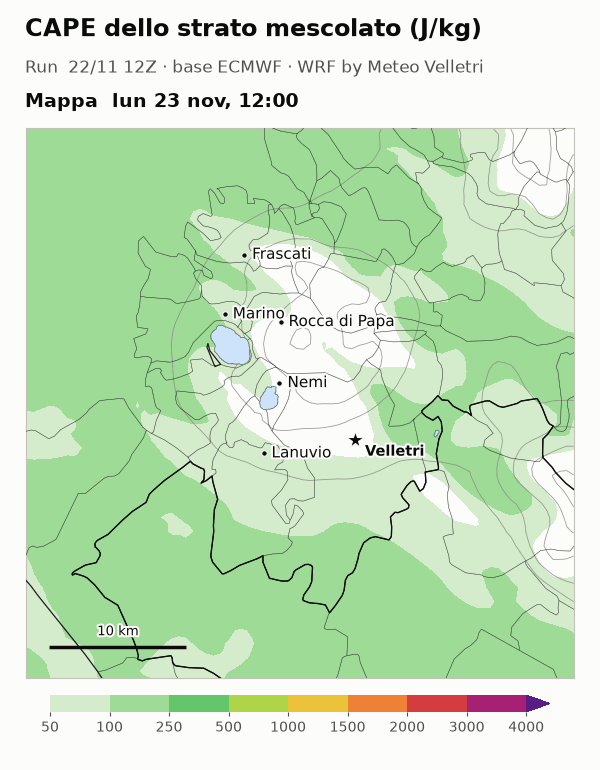 CAPE dello strato mescolato (J/kg)
Run  22/11 12Z · base ECMWF · WRF by Meteo Velletri
Mappa  lun 23 nov, 12:00
Frascati
Marino
Rocca di Papa
Nemi
Velletri
Lanuvio
10 km
50 100 250 500 1000 1500 2000 3000 4000